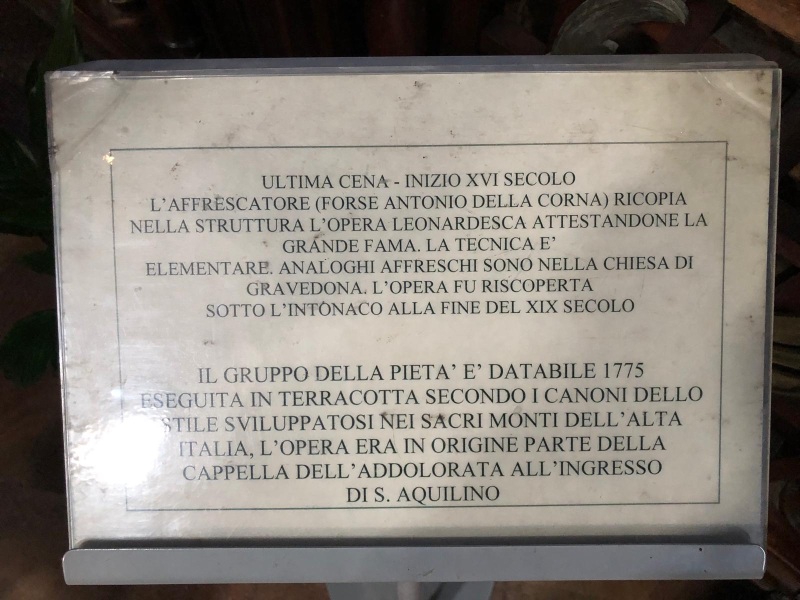 ULTIMA CENA - INIZIO XVI SECOLO
L'AFFRESCATORE (FORSE ANTONIO DELLA CORNA) RICOPIA
NELLA STRUTTURA L'OPERA LEONARDESCA ATTESTANDONE LA
GRANDE FAMA. LA TECNICA E'
ELEMENTARE. ANALOGHI AFFRESCHI SONO NELLA CHIESA DI
GRAVEDONA. L'OPERA FU RISCOPERTA
SOTTO L'INTONACO ALLA FINE DEL XIX SECOLO
IL GRUPPO DELLA PIETA' E' DATABILE 1775
ESEGUITA IN TERRACOTTA SECONDO I CANONI DELLO
STILE SVILUPPATOSI NEI SACRI MONTI DELL'ALTA
ITALIA, L'OPERA ERA IN ORIGINE PARTE DELLA
CAPPELLA DELL'ADDOLORATA ALL'INGRESSO
DI S. AQUILINO